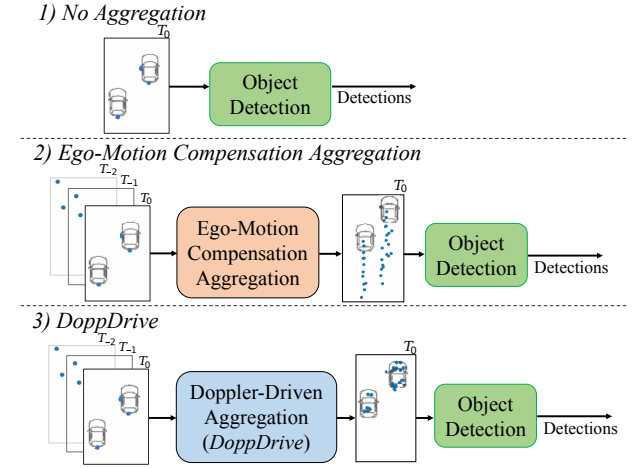 1) No Aggregation
T0
Object
Detection
Detections
2) Ego-Motion Compensation Aggregation
T-2
T-1
T0
Ego-Motion
Compensation
Aggregation
T0
Object
Detection
Detections
3) DoppDrive
T-2
T-1
T0
Doppler-Driven
Aggregation
(DoppDrive)
T0
Object
Detection
Detections